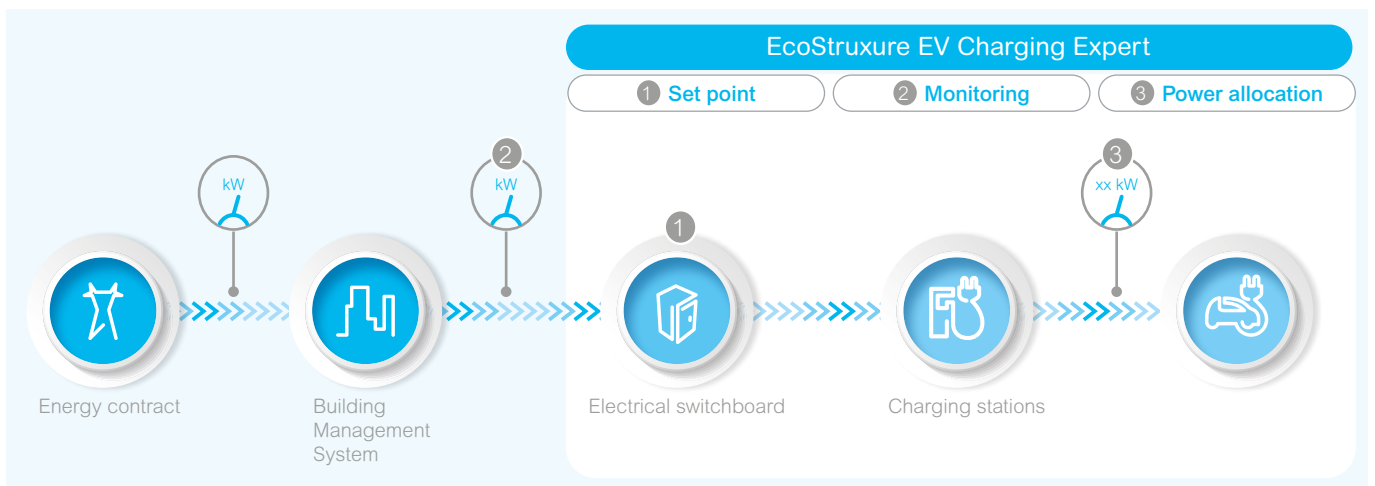 EcoStruxure EV Charging Expert
1 Set point
2 Monitoring
3 Power allocation
kW
2
kW
1
3
xx kW
Energy contract
Building
Management
System
Electrical switchboard
Charging stations